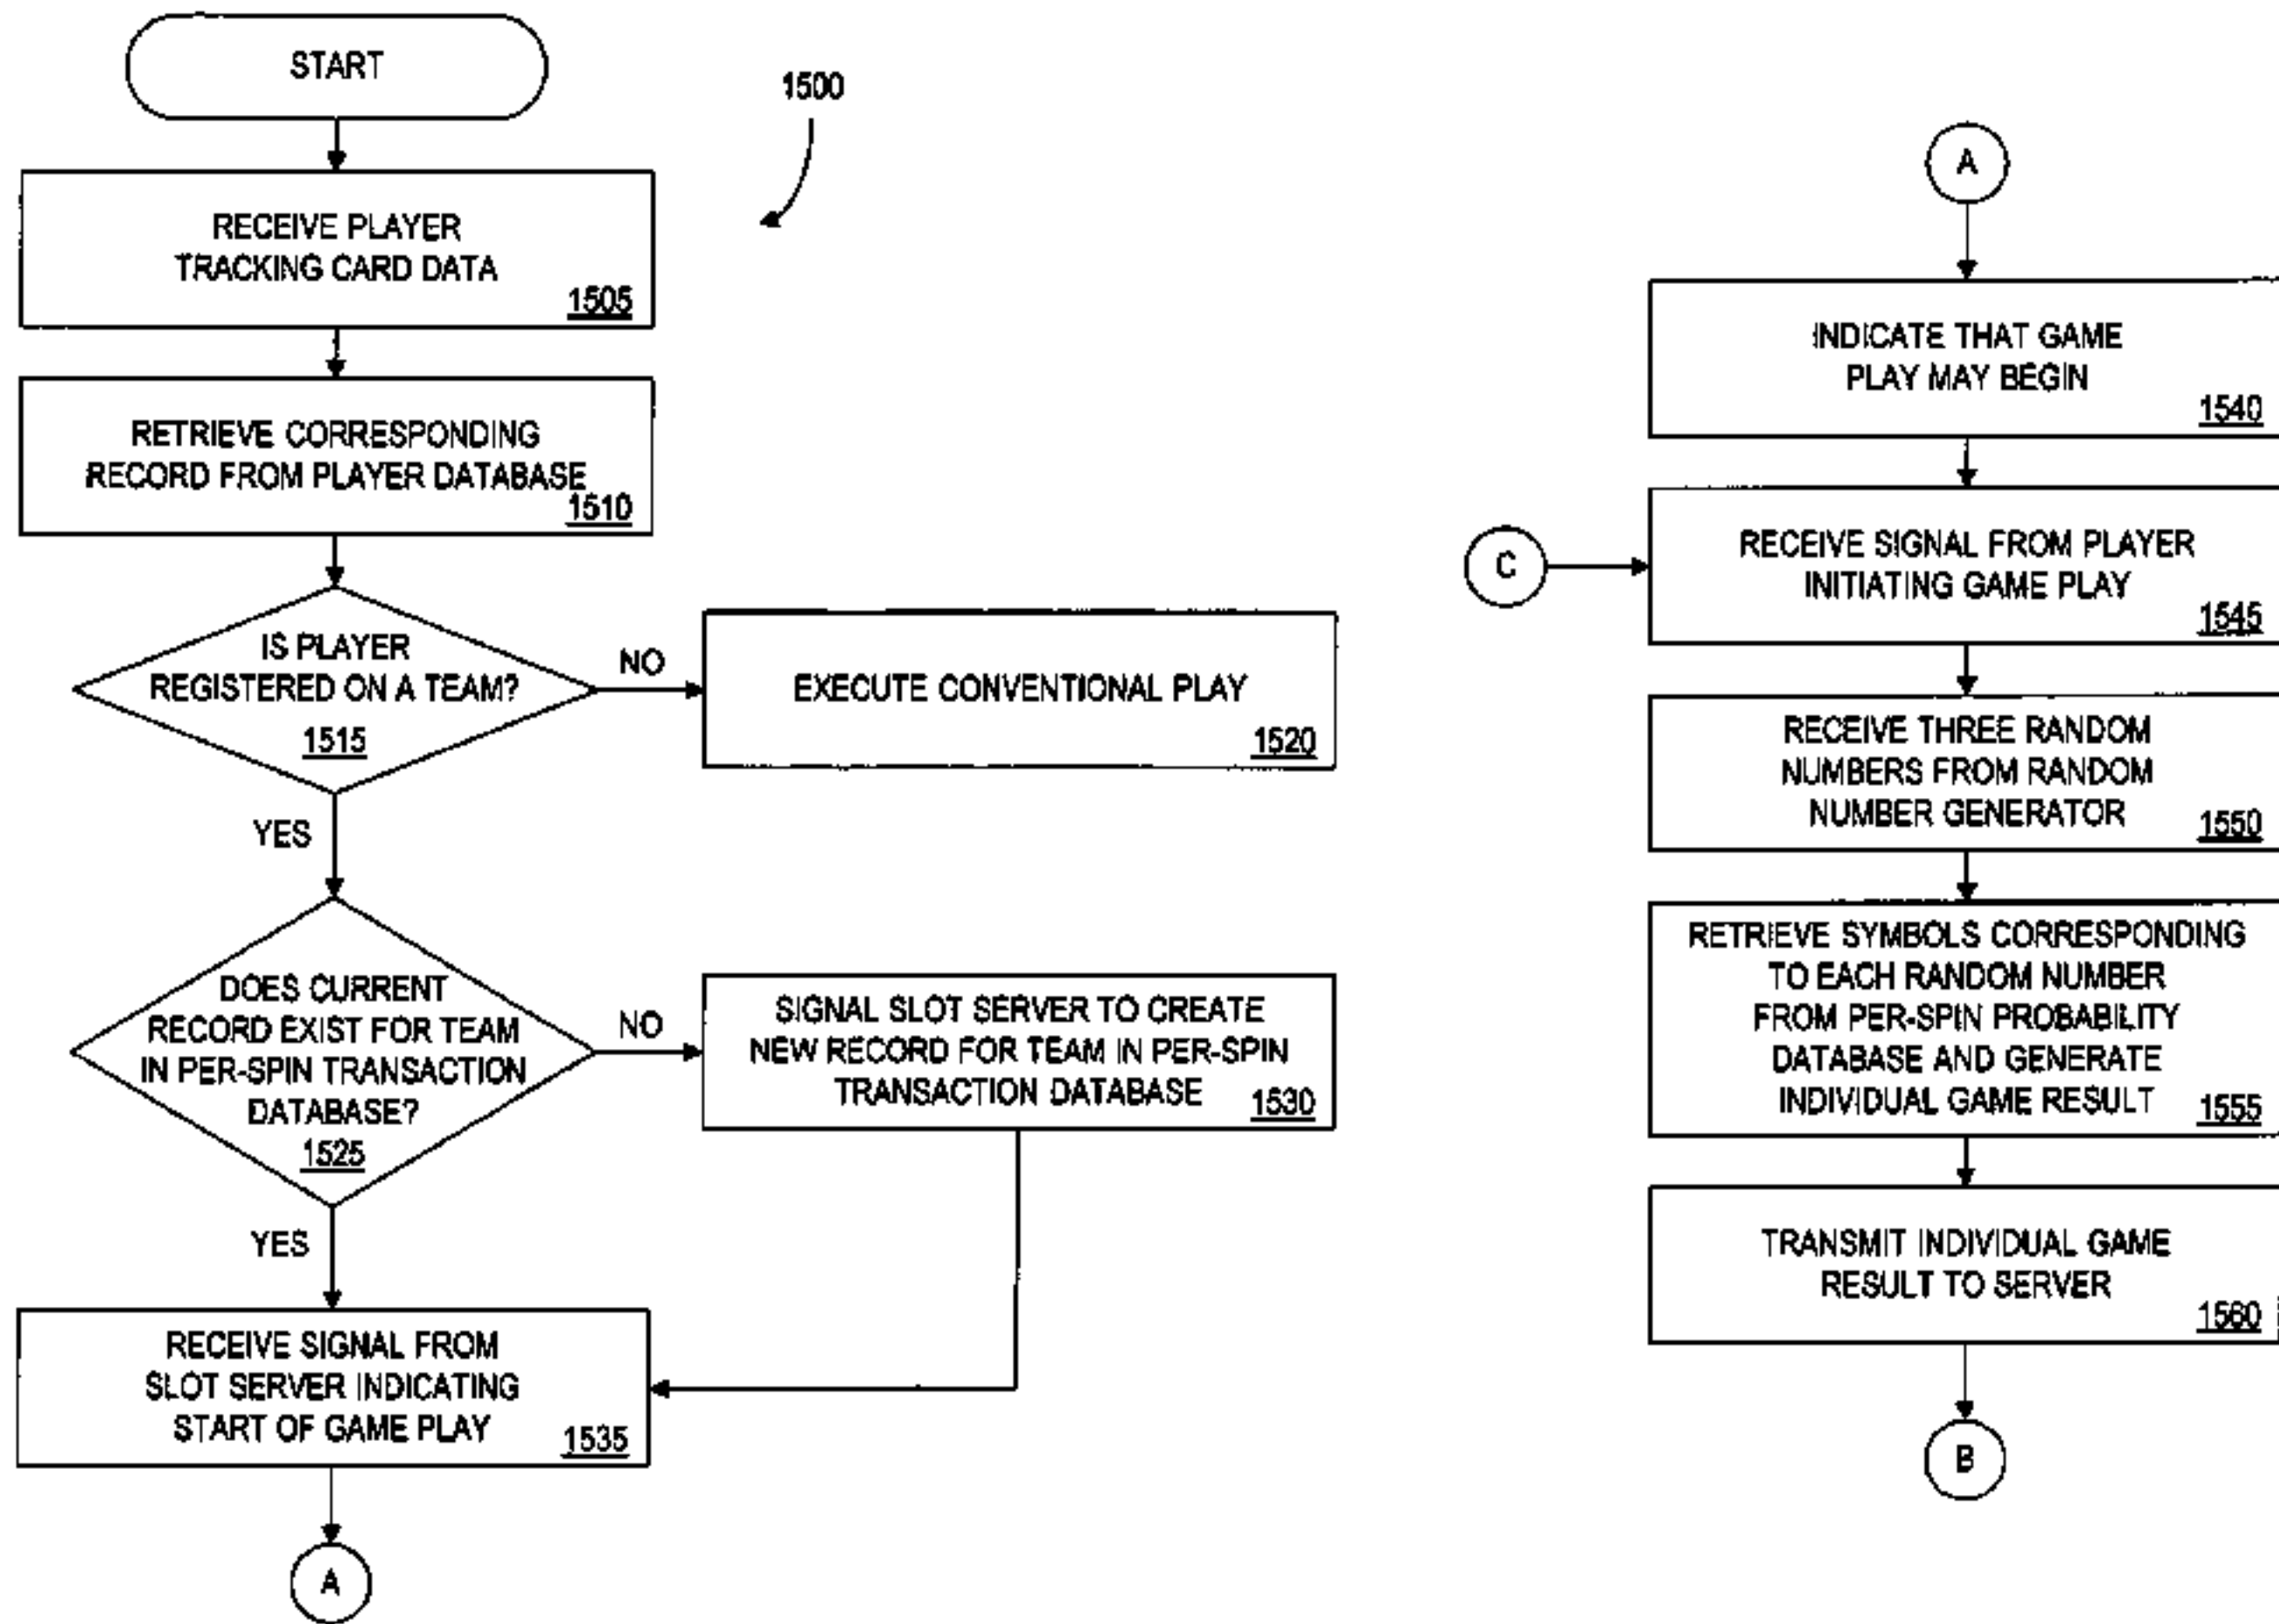 START
1500
RECEIVE PLAYER
TRACKING CARD DATA
1505
RETRIEVE CORRESPONDING
RECORD FROM PLAYER DATABASE
1510
IS PLAYER
REGISTERED ON A TEAM?
1515
NO
EXECUTE CONVENTIONAL PLAY
1520
YES
DOES CURRENT
RECORD EXIST FOR TEAM
IN PER-SPIN TRANSACTION
DATABASE?
1525
NO
SIGNAL SLOT SERVER TO CREATE
NEW RECORD FOR TEAM IN PER-SPIN
TRANSACTION DATABASE
1530
YES
RECEIVE SIGNAL FROM
SLOT SERVER INDICATING
START OF GAME PLAY
1535
A
A
INDICATE THAT GAME
PLAY MAY BEGIN
1540
C
RECEIVE SIGNAL FROM PLAYER
INITIATING GAME PLAY
1545
RECEIVE THREE RANDOM
NUMBERS FROM RANDOM
NUMBER GENERATOR
1550
RETRIEVE SYMBOLS CORRESPONDING
TO EACH RANDOM NUMBER
FROM PER-SPIN PROBABILITY
DATABASE AND GENERATE
INDIVIDUAL GAME RESULT
1555
TRANSMIT INDIVIDUAL GAME
RESULT TO SERVER
1560
B